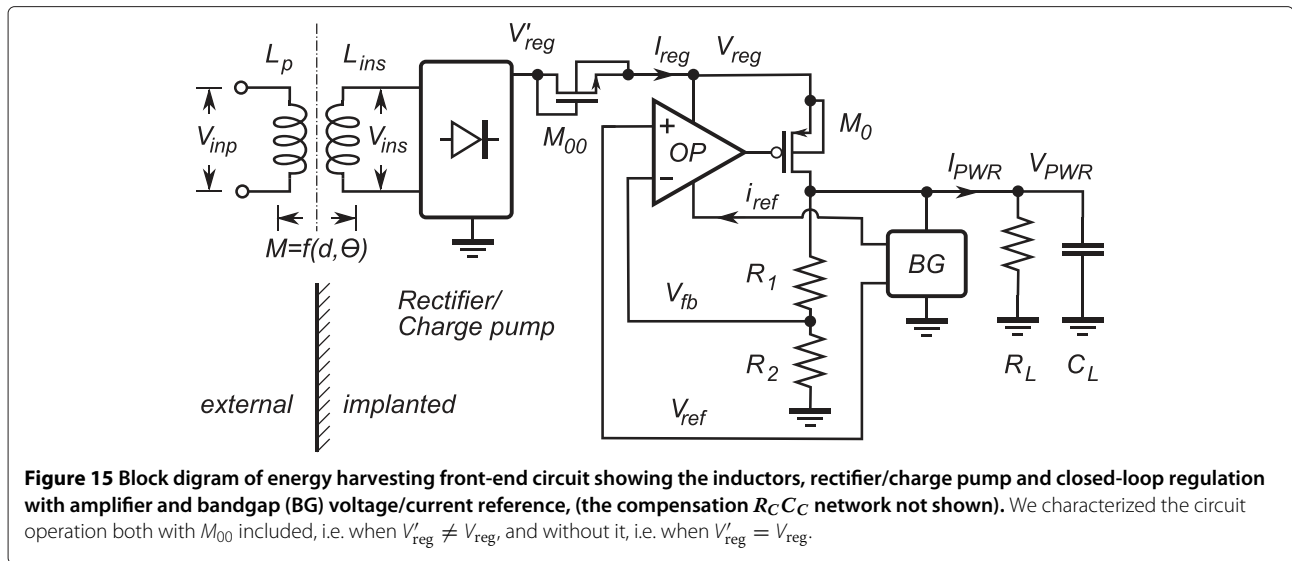 V'reg
Ireg
Vreg
Lp
Lins
Vinp
Vins
M00
M0
+
OP
−
iref
IPWR
VPWR
BG
M=f(d,Θ)
R1
Vfb
Rectifier/
Charge pump
R2
RL
CL
external
implanted
Vref
Figure 15 Block digram of energy harvesting front-end circuit showing the inductors, rectifier/charge pump and closed-loop regulation
with amplifier and bandgap (BG) voltage/current reference, (the compensation RCCC network not shown). We characterized the circuit
operation both with M00 included, i.e. when V′reg ≠ Vreg, and without it, i.e. when V′reg = Vreg.